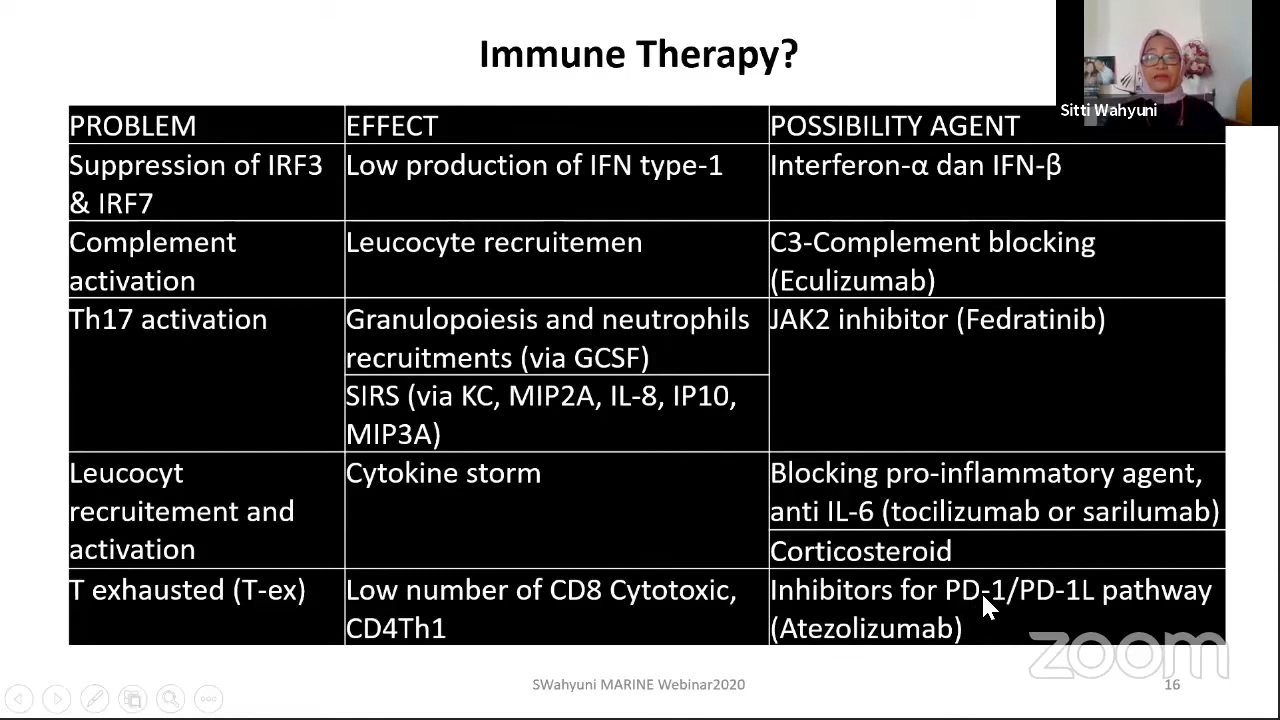 Immune Therapy?
Sitti Wahyuni
PROBLEM
EFFECT
POSSIBILITY AGENT
Suppression of IRF3
& IRF7
Low production of IFN type-1
Interferon-α dan IFN-β
Complement
activation
Leucocyte recruitemen
C3-Complement blocking
(Eculizumab)
Th17 activation
Granulopoiesis and neutrophils
recruitments (via GCSF)
SIRS (via KC, MIP2A, IL-8, IP10,
MIP3A)
JAK2 inhibitor (Fedratinib)
Leucocyt
recruitement and
activation
Cytokine storm
Blocking pro-inflammatory agent,
anti IL-6 (tocilizumab or sarilumab)
Corticosteroid
T exhausted (T-ex)
Low number of CD8 Cytotoxic,
CD4Th1
Inhibitors for PD-1/PD-1L pathway
(Atezolizumab)
zoom
SWahyuni MARINE Webinar2020
16